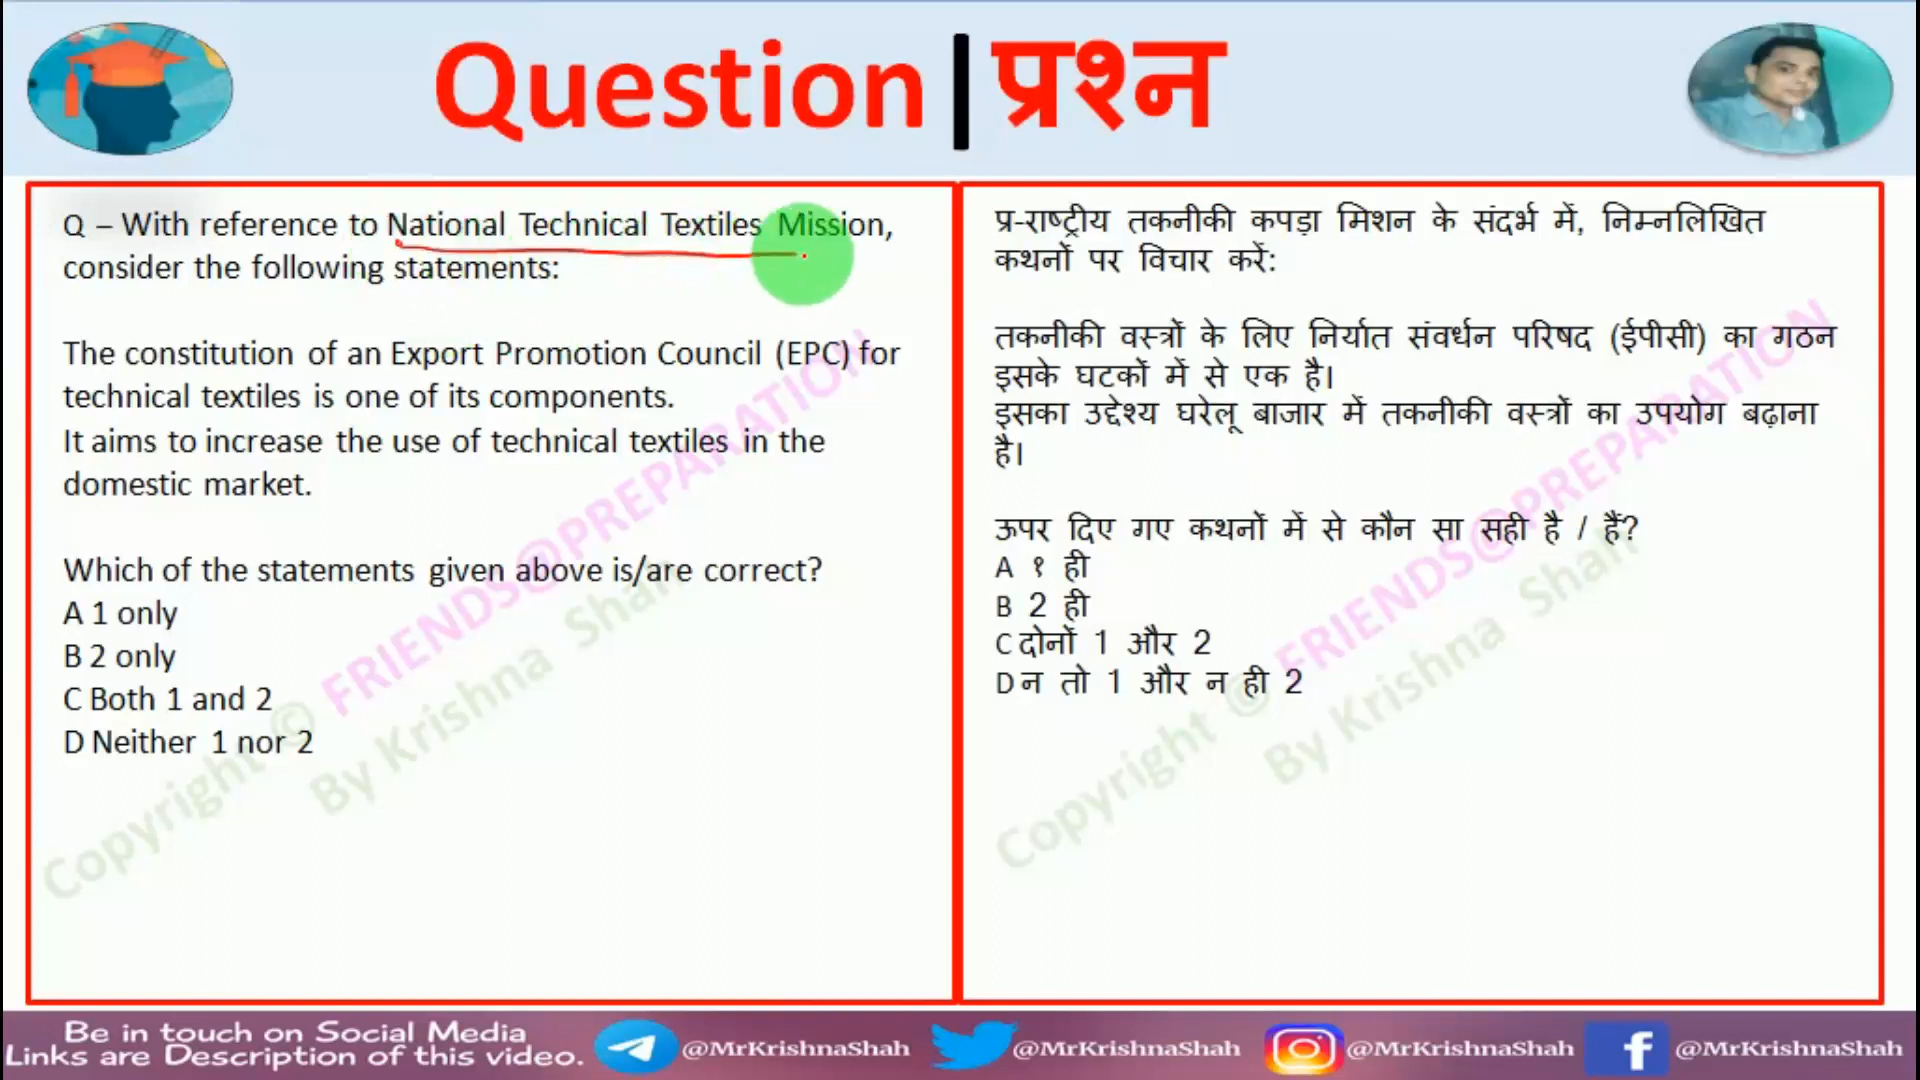 Question|प्रश्न
Q – With reference to National Technical Textiles Mission,
consider the following statements:
The constitution of an Export Promotion Council (EPC) for
technical textiles is one of its components.
It aims to increase the use of technical textiles in the
domestic market.
Which of the statements given above is/are correct?
A 1 only
B 2 only
C Both 1 and 2
D Neither 1 nor 2
प्र-राष्ट्रीय तकनीकी कपड़ा मिशन के संदर्भ में, निम्नलिखित
कथनों पर विचार करें:
तकनीकी वस्त्रों के लिए निर्यात संवर्धन परिषद (ईपीसी) का गठन
इसके घटकों में से एक है।
इसका उद्देश्य घरेलू बाजार में तकनीकी वस्त्रों का उपयोग बढ़ाना
है।
ऊपर दिए गए कथनों में से कौन सा सही है / हैं?
A १ ही
B 2 ही
C दोनों 1 और 2
D न तो 1 और न ही 2
Copyright © FRIENDS@PREPARATION
By Krishna Shah
Copyright © FRIENDS@PREPARATION
By Krishna Shah
Be in touch on Social Media
Links are Description of this video.
@MrKrishnaShah
@MrKrishnaShah
@MrKrishnaShah
@MrKrishnaShah